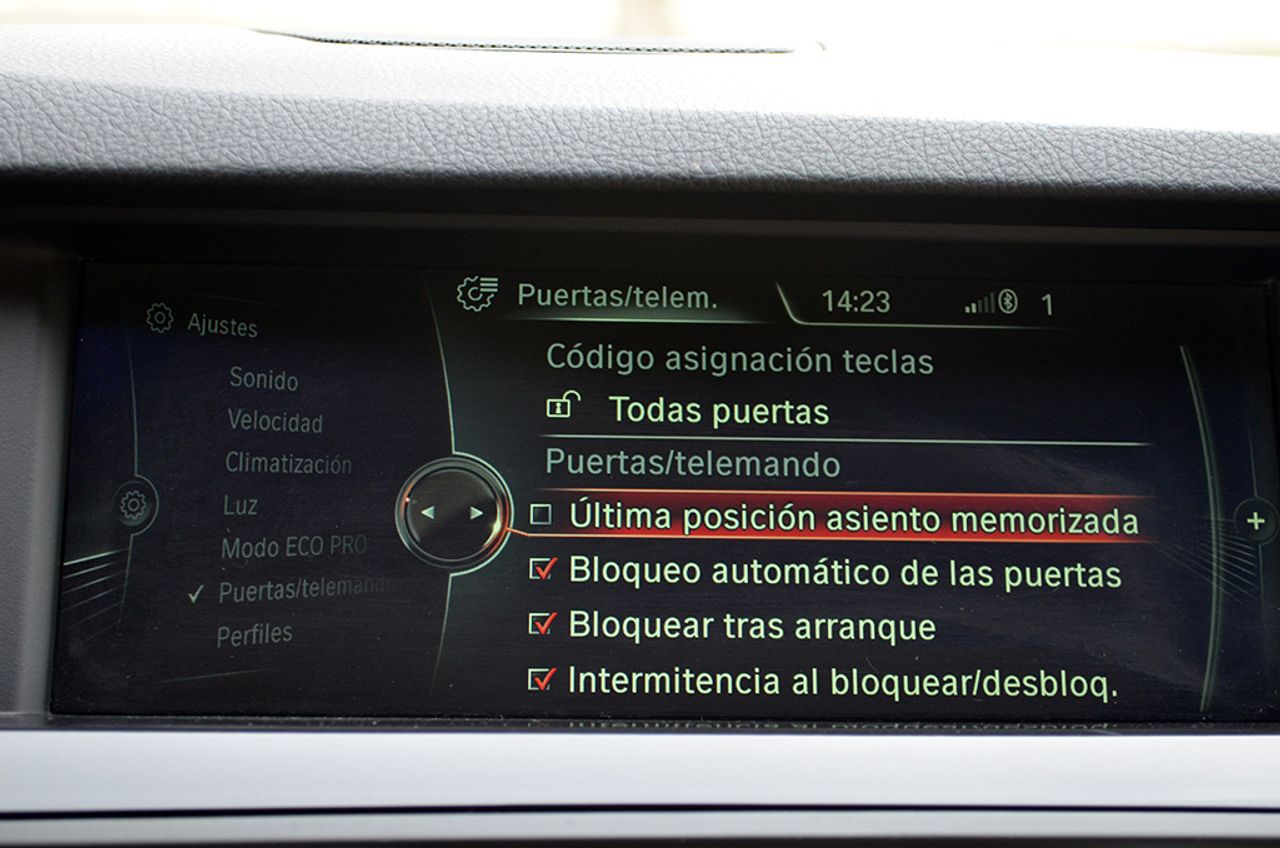 Puertas/telem.
14:23
1
Ajustes
Sonido
Velocidad
Climatización
Luz
Modo ECO PRO
Puertas/telemando
Perfiles
Código asignación teclas
Todas puertas
Puertas/telemando
Última posición asiento memorizada
Bloqueo automático de las puertas
Bloquear tras arranque
Intermitencia al bloquear/desbloq.